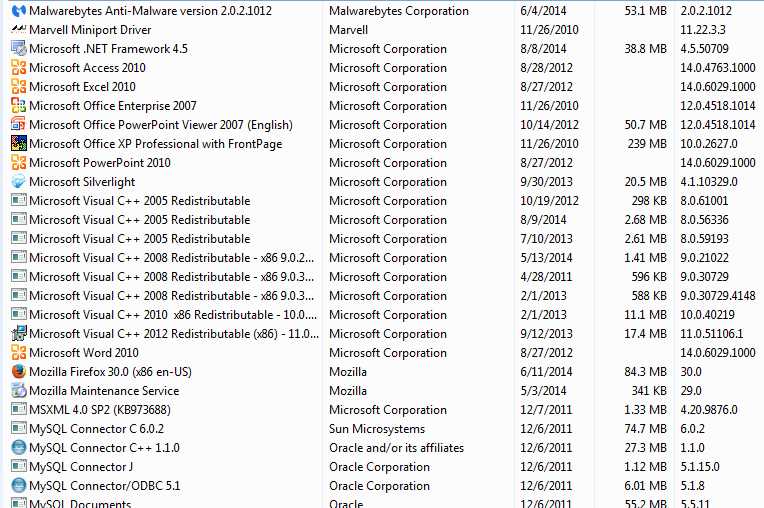 Malwarebytes Anti-Malware version 2.0.2.1012 Malwarebytes Corporation 6/4/2014 53.1 MB 2.0.2.1012
Marvell Miniport Driver Marvell 11/26/2010 11.22.3.3
Microsoft .NET Framework 4.5 Microsoft Corporation 8/8/2014 38.8 MB 4.5.50709
Microsoft Access 2010 Microsoft Corporation 8/28/2012 14.0.4763.1000
Microsoft Excel 2010 Microsoft Corporation 8/27/2012 14.0.6029.1000
Microsoft Office Enterprise 2007 Microsoft Corporation 11/26/2010 12.0.4518.1014
Microsoft Office PowerPoint Viewer 2007 (English) Microsoft Corporation 10/14/2012 50.7 MB 12.0.4518.1014
Microsoft Office XP Professional with FrontPage Microsoft Corporation 11/26/2010 239 MB 10.0.2627.0
Microsoft PowerPoint 2010 Microsoft Corporation 8/27/2012 14.0.6029.1000
Microsoft Silverlight Microsoft Corporation 9/30/2013 20.5 MB 4.1.10329.0
Microsoft Visual C++ 2005 Redistributable Microsoft Corporation 10/19/2012 298 KB 8.0.61001
Microsoft Visual C++ 2005 Redistributable Microsoft Corporation 8/9/2014 2.68 MB 8.0.56336
Microsoft Visual C++ 2005 Redistributable Microsoft Corporation 7/10/2013 2.61 MB 8.0.59193
Microsoft Visual C++ 2008 Redistributable - x86 9.0.2... Microsoft Corporation 5/13/2014 1.41 MB 9.0.21022
Microsoft Visual C++ 2008 Redistributable - x86 9.0.3... Microsoft Corporation 4/28/2011 596 KB 9.0.30729
Microsoft Visual C++ 2008 Redistributable - x86 9.0.3... Microsoft Corporation 2/1/2013 588 KB 9.0.30729.4148
Microsoft Visual C++ 2010  x86 Redistributable - 10.0.... Microsoft Corporation 2/1/2013 11.1 MB 10.0.40219
Microsoft Visual C++ 2012 Redistributable (x86) - 11.0... Microsoft Corporation 9/12/2013 17.4 MB 11.0.51106.1
Microsoft Word 2010 Microsoft Corporation 8/27/2012 14.0.6029.1000
Mozilla Firefox 30.0 (x86 en-US) Mozilla 6/11/2014 84.3 MB 30.0
Mozilla Maintenance Service Mozilla 5/3/2014 341 KB 29.0
MSXML 4.0 SP2 (KB973688) Microsoft Corporation 12/7/2011 1.33 MB 4.20.9876.0
MySQL Connector C 6.0.2 Sun Microsystems 12/6/2011 74.7 MB 6.0.2
MySQL Connector C++ 1.1.0 Oracle and/or its affiliates 12/6/2011 27.3 MB 1.1.0
MySQL Connector J Oracle Corporation 12/6/2011 1.12 MB 5.1.15.0
MySQL Connector/ODBC 5.1 Oracle Corporation 12/6/2011 6.01 MB 5.1.8
MySQL Documents Oracle 12/6/2011 55.2 MB 5.5.11